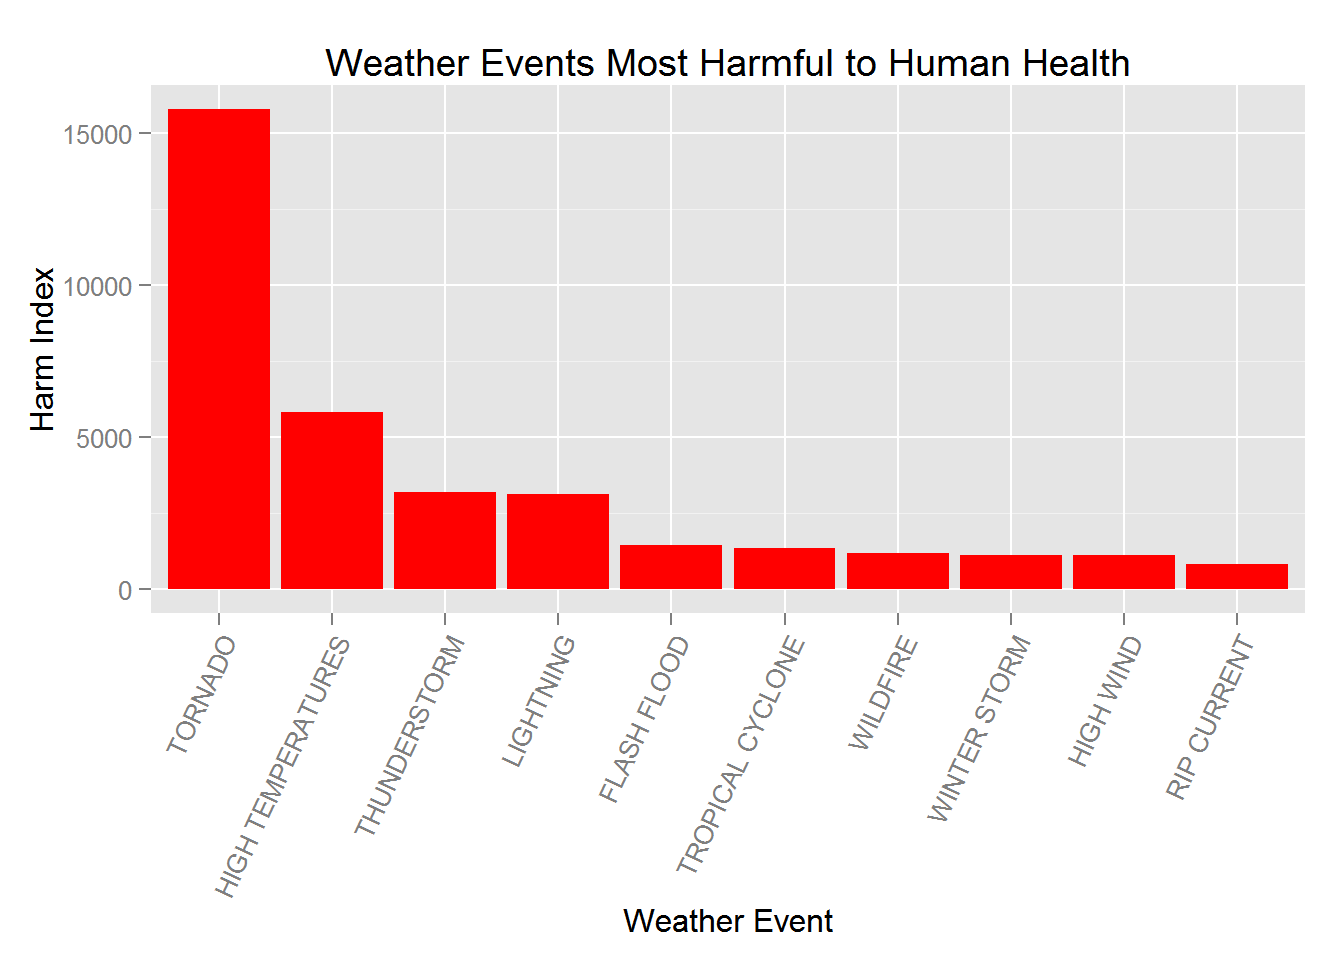 Weather Events Most Harmful to Human Health
Harm Index
15000
10000
5000
0
TORNADO
HIGH TEMPERATURES
THUNDERSTORM
LIGHTNING
FLASH FLOOD
TROPICAL CYCLONE
WILDFIRE
WINTER STORM
HIGH WIND
RIP CURRENT
Weather Event